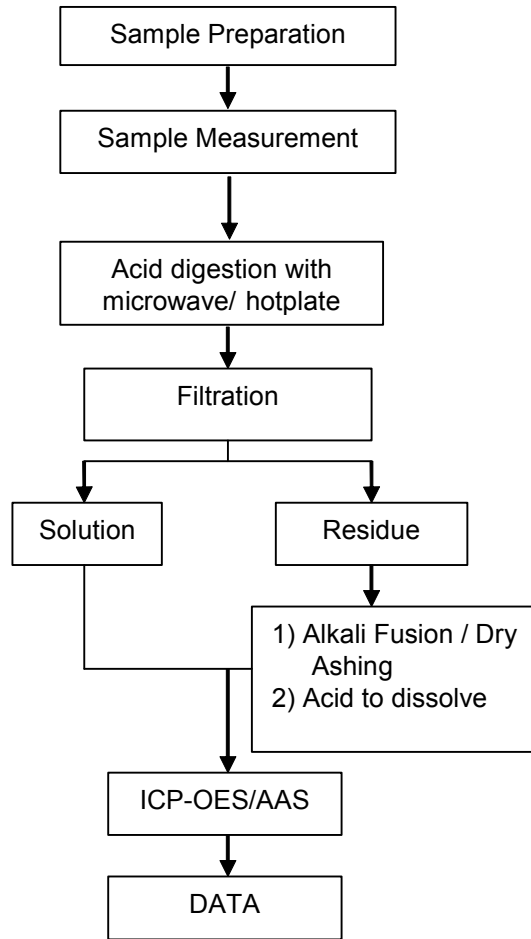 Sample Preparation
Sample Measurement
Acid digestion with
microwave/ hotplate
Filtration
Solution
Residue
1) Alkali Fusion / Dry
Ashing
2) Acid to dissolve
ICP-OES/AAS
DATA